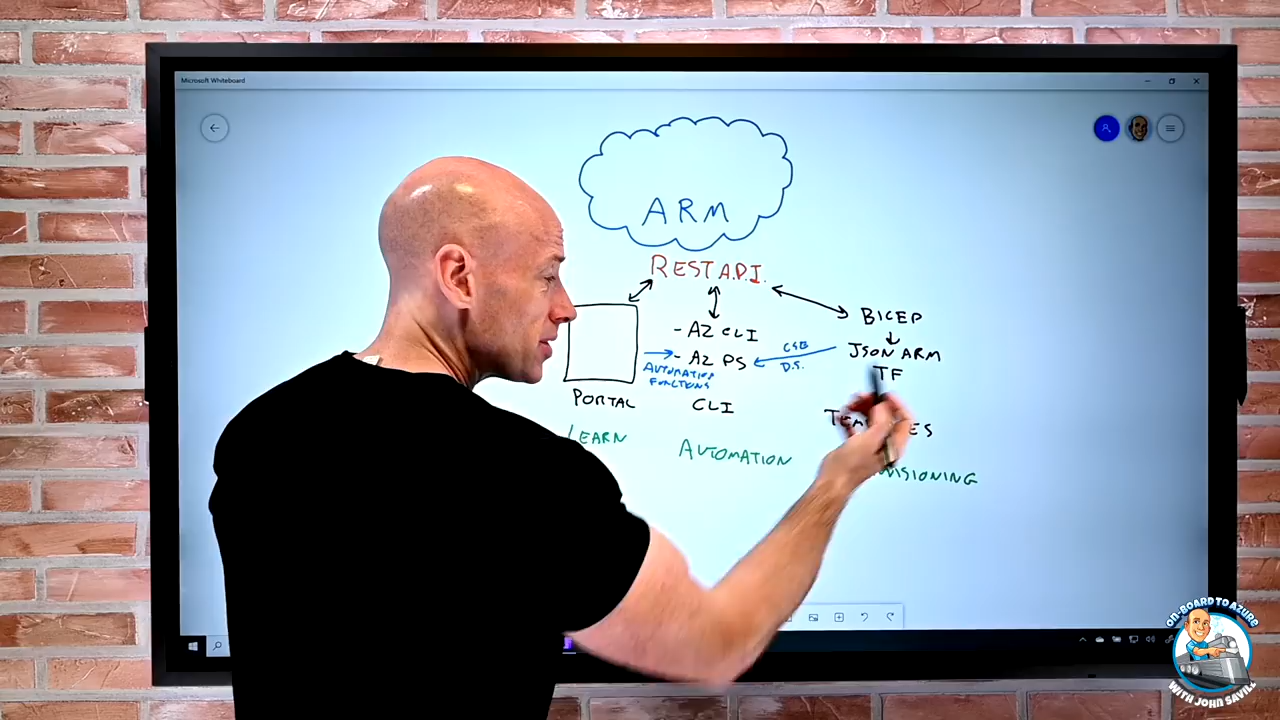 Microsoft Whiteboard
ARM
REST A.P.I.
BICEP
- AZ CLI
JSON ARM
- AZ PS
CSE
D.S.
TF
AUTOMATION
FUNCTIONS
PORTAL
CLI
LEARN
AUTOMATION
ON-BOARD TO AZURE
WITH JOHN SAVILL